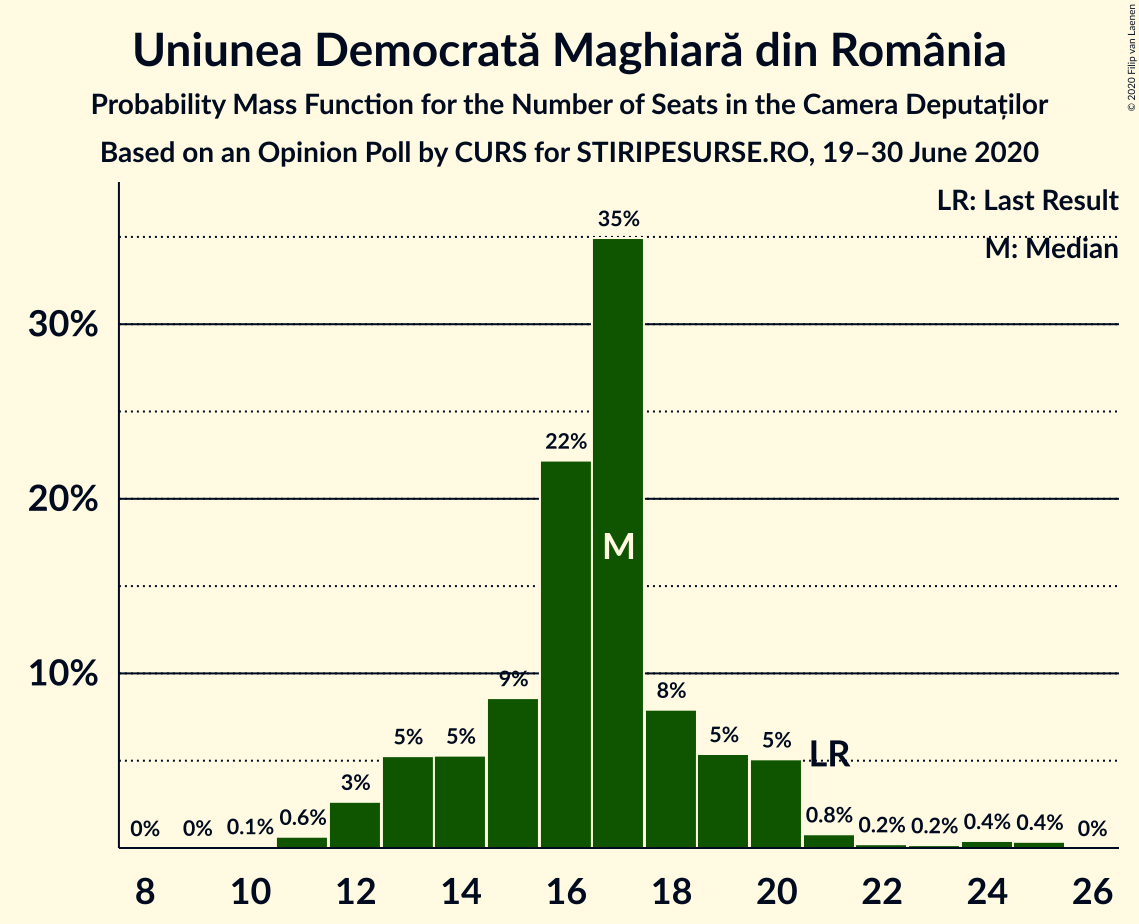 Uniunea Democrată Maghiară din România
Probability Mass Function for the Number of Seats in the Camera Deputaților
Based on an Opinion Poll by CURS for STIRIPESURSE.RO, 19–30 June 2020
© 2020 Filip van Laenen
LR: Last Result
M: Median
30%
20%
10%
0%
0%
0.1%
0.6%
3%
5%
5%
9%
22%
35%
8%
5%
5%
0.8%
0.2%
0.2%
0.4%
0.4%
0%
M
LR
8 10 12 14 16 18 20 22 24 26